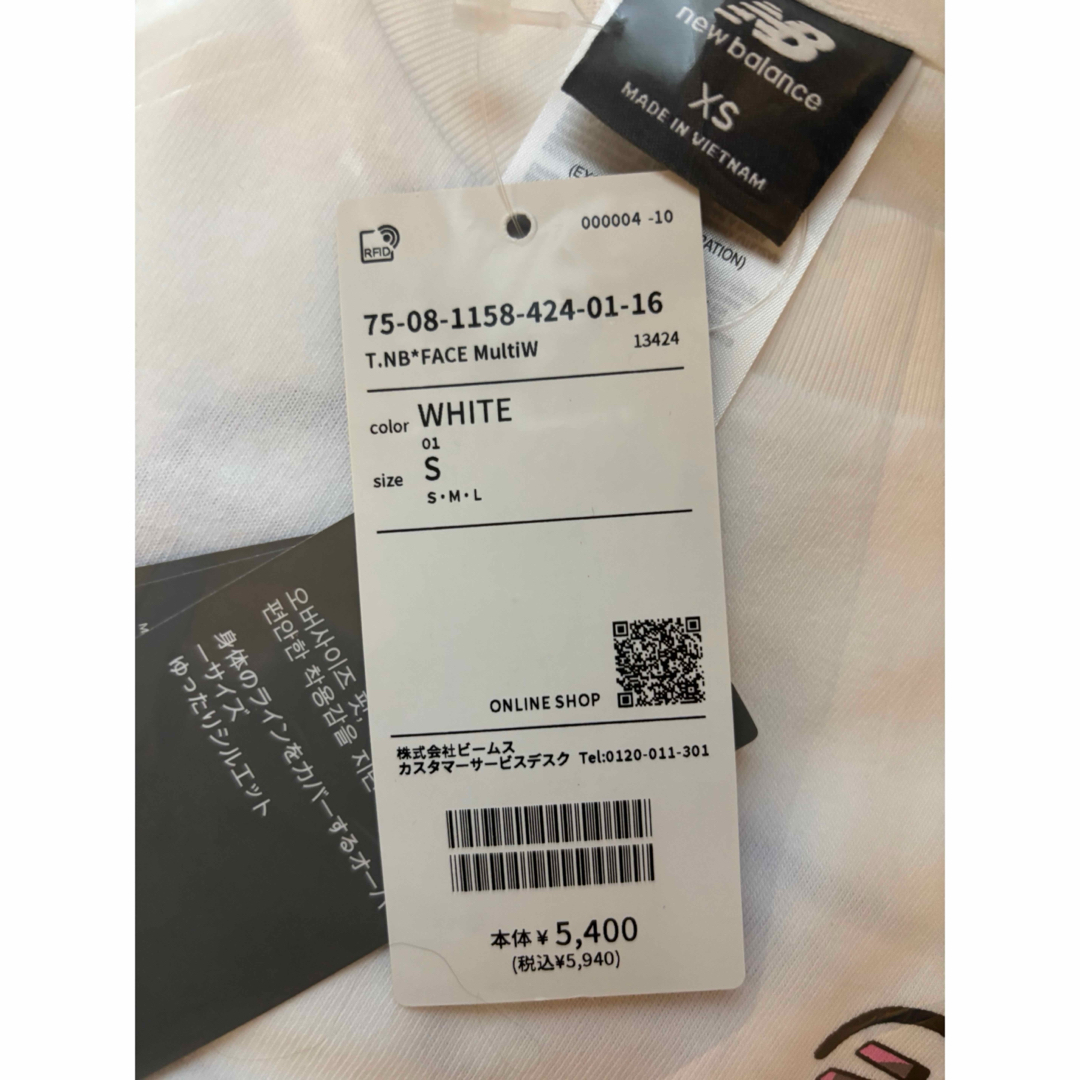 new balance
XS
MADE IN VIETNAM
RFID
000004 -10
75-08-1158-424-01-16
T.NB*FACE MultiW 13424
color WHITE
01
size S
S・M・L
ONLINE SHOP
株式会社ビームス
カスタマーサービスデスク Tel:0120-011-301
本体¥ 5,400
(税込¥5,940)
오버사이즈 핏,
편안한 착용감을 지닌
身体のラインをカバーするオーバ
ーサイズ
ゆったりシルエット